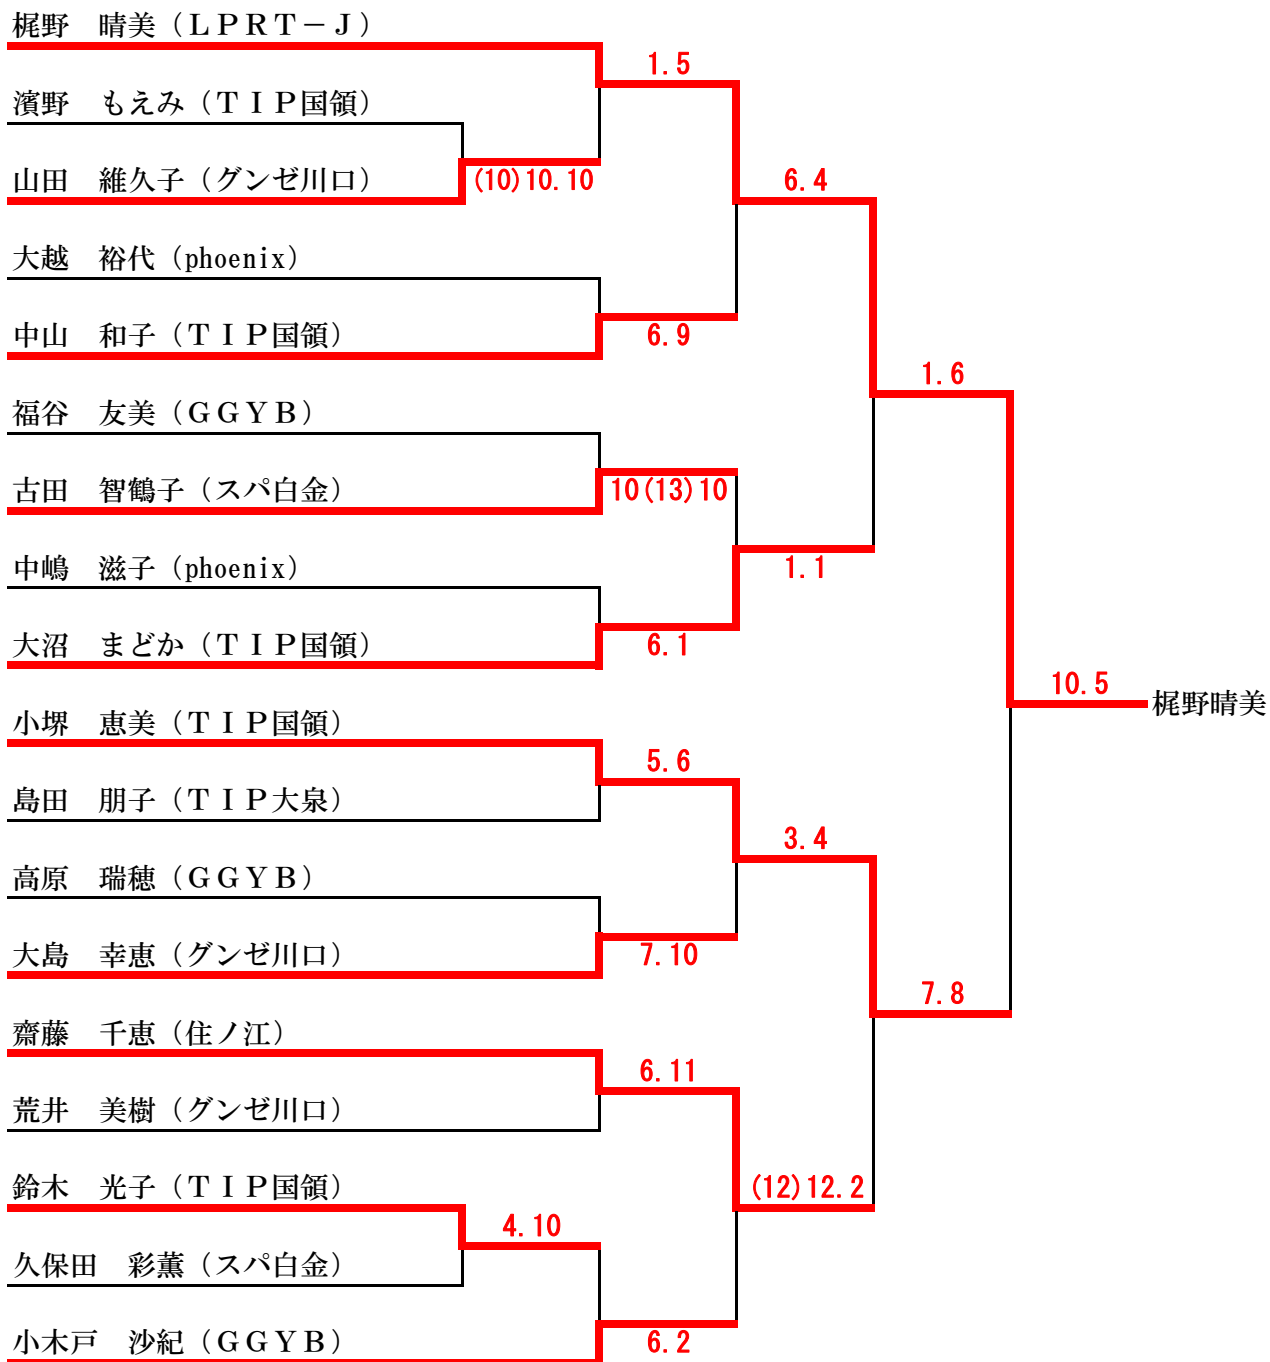 梶野　晴美（ＬＰＲＴ－Ｊ）
1.5
濱野　もえみ（ＴＩＰ国領）
山田　維久子（グンゼ川口）
(10)10.10
6.4
大越　裕代（phoenix）
中山　和子（ＴＩＰ国領）
6.9
1.6
福谷　友美（ＧＧＹＢ）
古田　智鶴子（スパ白金）
10(13)10
中嶋　滋子（phoenix）
1.1
大沼　まどか（ＴＩＰ国領）
6.1
10.5
梶野晴美
小堺　恵美（ＴＩＰ国領）
5.6
島田　朋子（ＴＩＰ大泉）
3.4
高原　瑞穂（ＧＧＹＢ）
大島　幸恵（グンゼ川口）
7.10
7.8
齋藤　千恵（住ノ江）
6.11
荒井　美樹（グンゼ川口）
鈴木　光子（ＴＩＰ国領）
(12)12.2
4.10
久保田　彩薫（スパ白金）
小木戸　沙紀（ＧＧＹＢ）
6.2